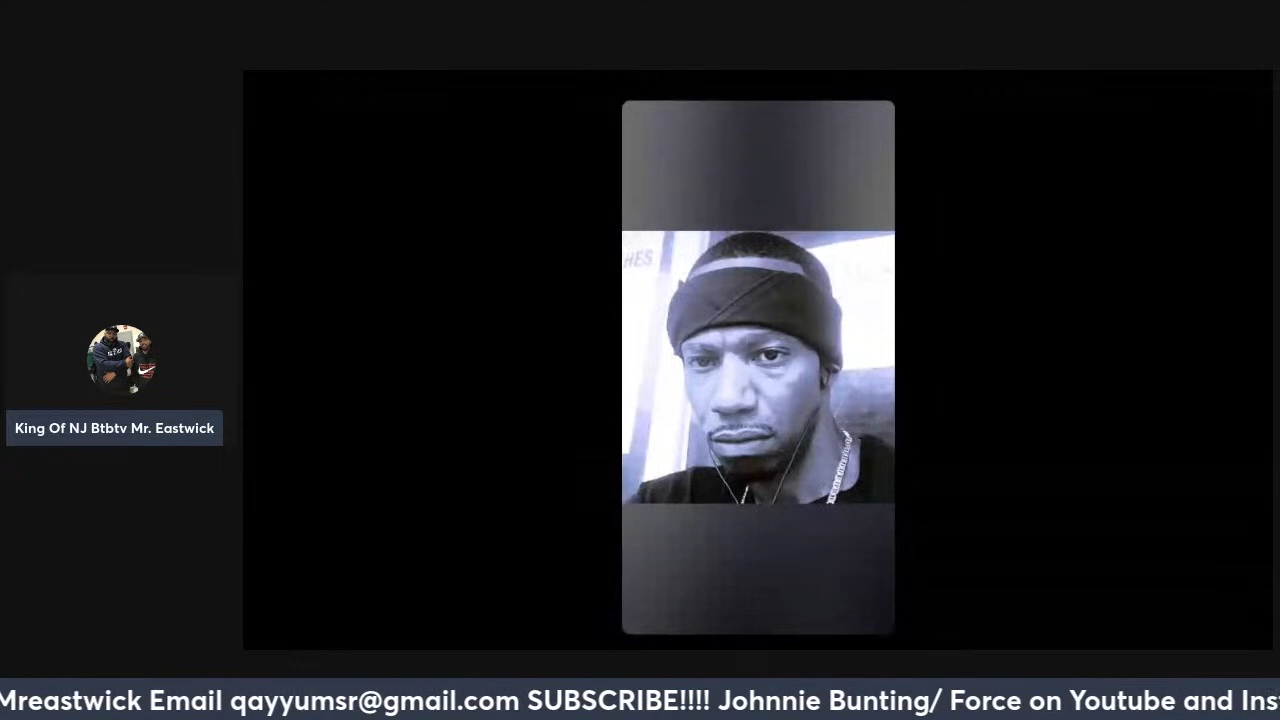 HES
King Of NJ Btbtv Mr. Eastwick
Mreastwick Email qayyumsr@gmail.com SUBSCRIBE!!!! Johnnie Bunting/ Force on Youtube and Ins